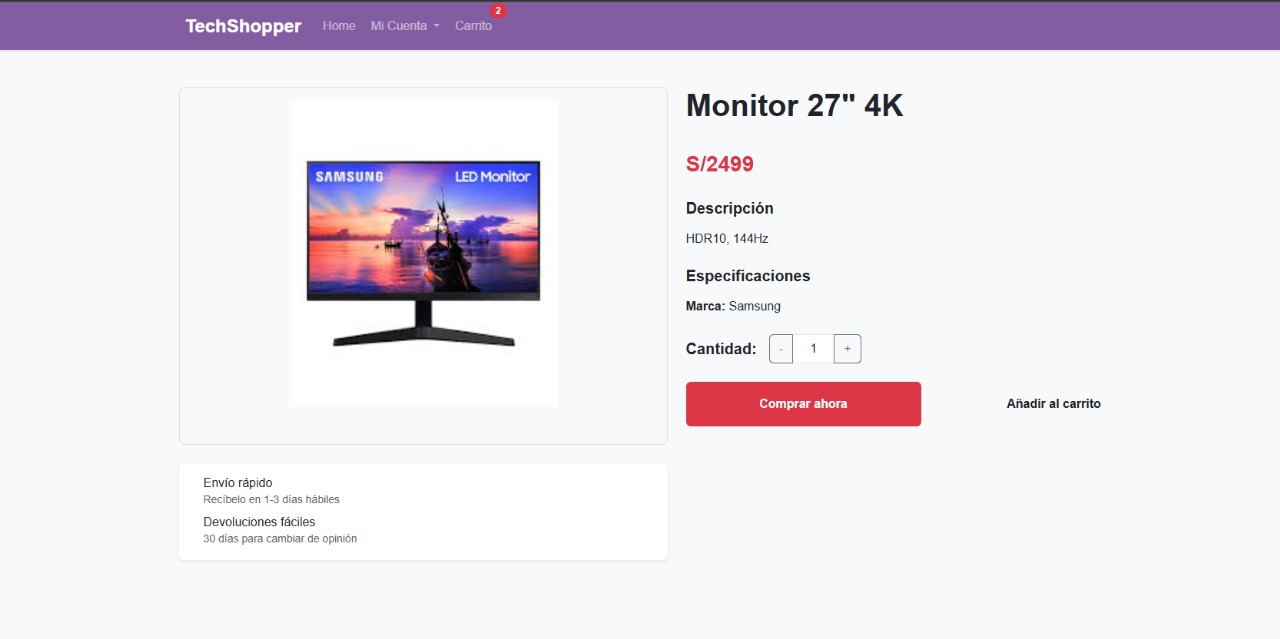 TechShopper Home Mi Cuenta Carrito 2
SAMSUNG LED Monitor
Monitor 27" 4K
S/2499
Descripción
HDR10, 144Hz
Especificaciones
Marca: Samsung
Cantidad: - 1 +
Comprar ahora Añadir al carrito
Envío rápido
Recíbelo en 1-3 días hábiles
Devoluciones fáciles
30 días para cambiar de opinión